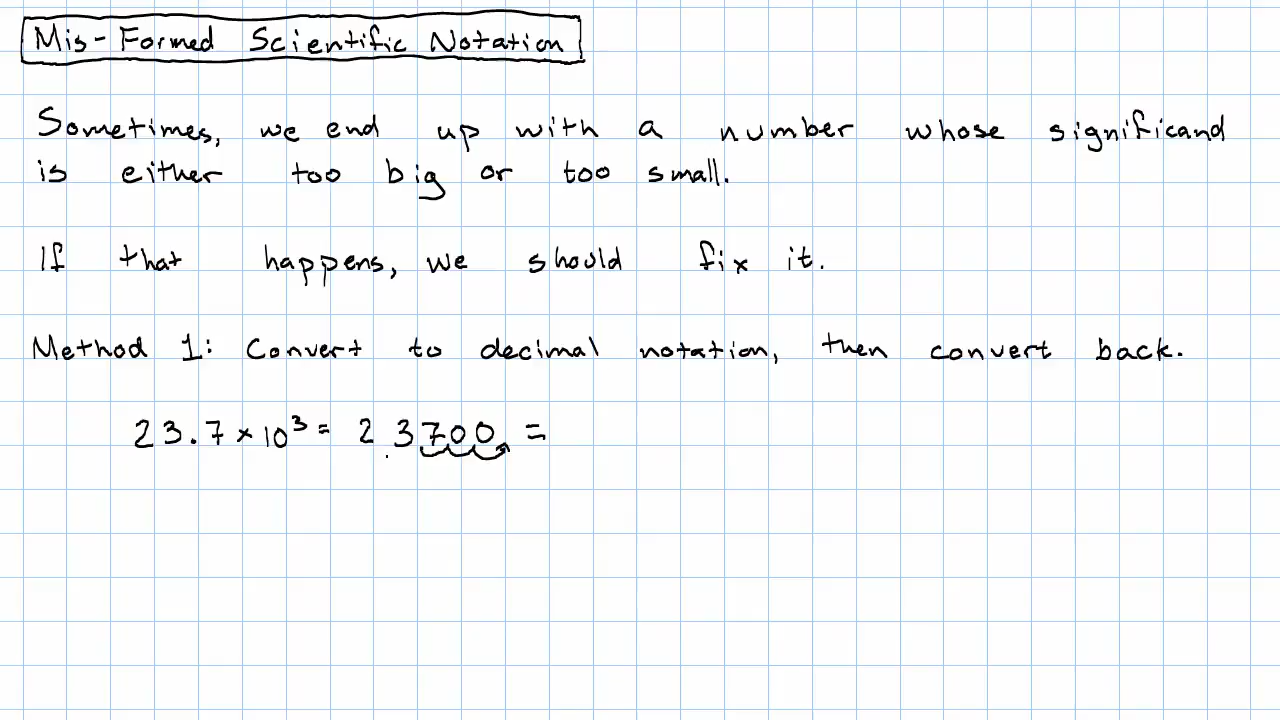 Mis-Formed Scientific Notation
Sometimes, we end up with a number whose significand
is either too big or too small.
If that happens, we should fix it.
Method 1: Convert to decimal notation, then convert back.
23.7 × 10³ = 23700 =